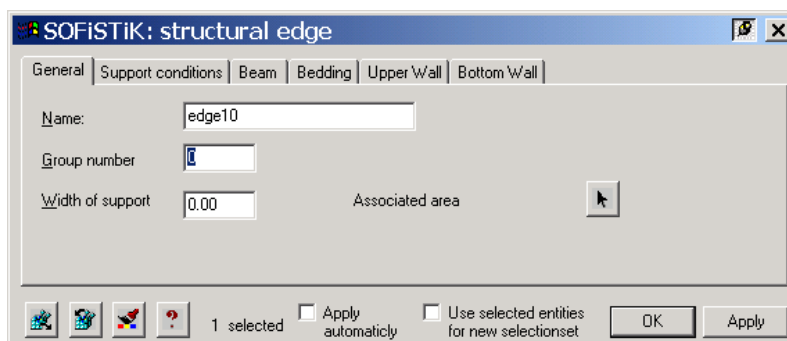 SOFiSTiK: structural edge
General Support conditions Beam Bedding Upper Wall Bottom Wall
Name: edge10
Group number 0
Width of support 0.00 Associated area
? 1 selected Apply automaticly Use selected entities for new selectionset OK Apply